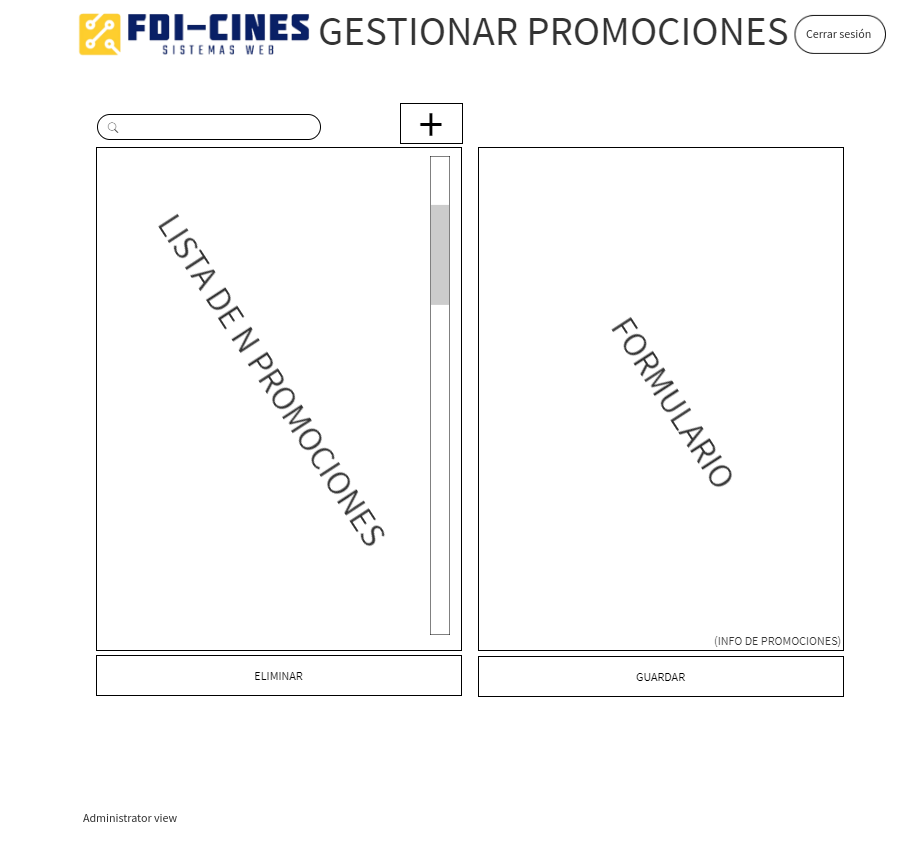 FDI-CINES
SISTEMAS WEB
GESTIONAR PROMOCIONES
Cerrar sesión
+
LISTA DE N PROMOCIONES
FORMULARIO
(INFO DE PROMOCIONES)
ELIMINAR
GUARDAR
Administrator view